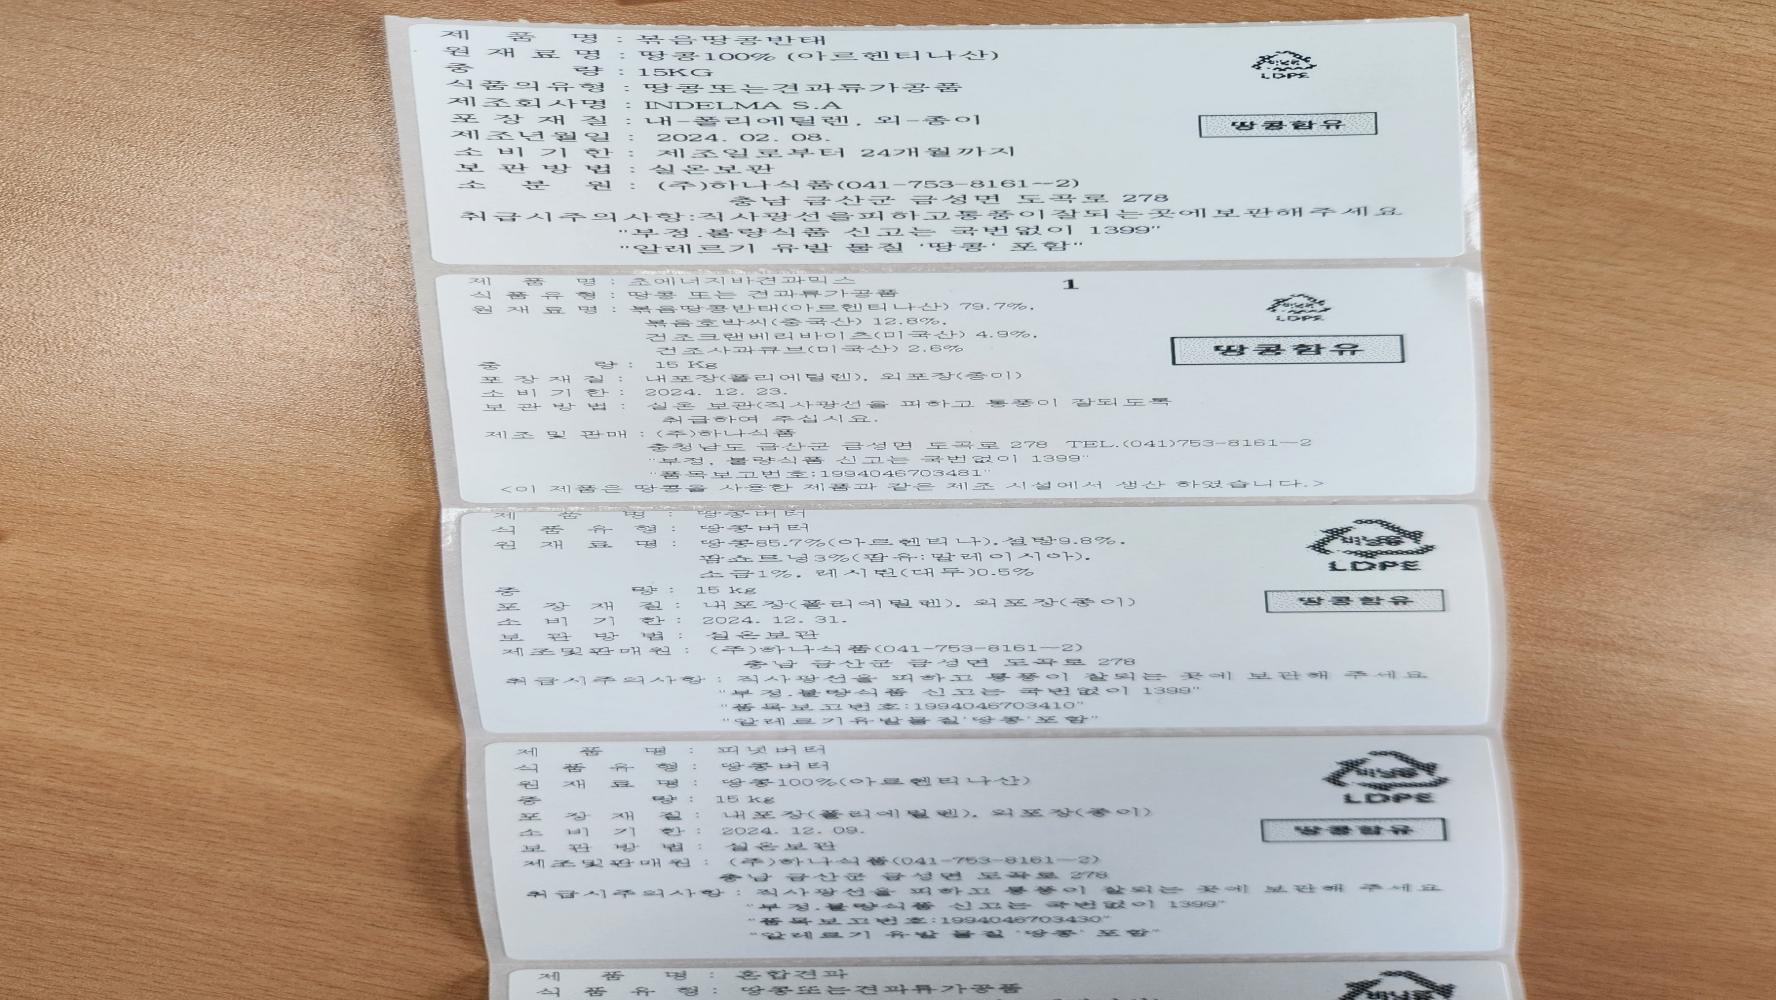 제 품 명 : 볶음땅콩반태
원 재 료 명 : 땅콩100% (아르헨티나산)
중 량 : 15KG
식품의유형 : 땅콩또는견과류가공품
제조회사명 : INDELMA S.A
포 장 재 질 : 내-폴리에틸렌, 외-종이
제조년월일 : 2024. 02. 08.
소 비 기 한 : 제조일로부터 24개월까지
보 관 방 법 : 실온보관
소 분 원 : (주)하나식품(041-753-8161--2)
충남 금산군 금성면 도곡로 278
취급시주의사항:직사광선을피하고통풍이잘되는곳에보관해주세요
"부정.불량식품 신고는 국번없이 1399"
"알레르기 유발 물질 '땅콩' 포함"
LDPE
땅콩함유
제 품 명 : 초에너지바견과믹스
1
식 품 유 형 : 땅콩 또는 견과류가공품
원 재 료 명 : 볶음땅콩반태(아르헨티나산) 79.7%,
볶음호박씨(중국산) 12.8%,
건조크랜베리바이츠(미국산) 4.9%,
건조사과큐브(미국산) 2.6%
중 량 : 15 Kg
포 장 재 질 : 내포장(폴리에틸렌), 외포장(종이)
소 비 기 한 : 2024. 12. 23.
보 관 방 법 : 실온 보관(직사광선을 피하고 통풍이 잘되도록
취급하여 주십시요.
제조 및 판매 : (주)하나식품
충청남도 금산군 금성면 도곡로 278 TEL.(041)753-8161--2
"부정, 불량식품 신고는 국번없이 1399"
"품목보고번호:1994046703481"
<이 제품은 땅콩을 사용한 제품과 같은 제조 시설에서 생산 하였습니다.>
LDPE
땅콩함유
제 품 명 : 땅콩버터
식 품 유 형 : 땅콩버터
원 재 료 명 : 땅콩85.7%(아르헨티나),설탕9.8%,
팜쇼트닝3%(팜유:말레이시아),
소금1%, 레시틴(대두)0.5%
중 량 : 15 kg
포 장 재 질 : 내포장(폴리에틸렌), 외포장(종이)
소 비 기 한 : 2024. 12. 31.
보 관 방 법 : 실온보관
제조및판매원 : (주)하나식품(041-753-8161--2)
충남 금산군 금성면 도곡로 278
취급시주의사항 : 직사광선을 피하고 통풍이 잘되는 곳에 보관해 주세요
"부정.불량식품 신고는 국번없이 1399"
"품목보고번호:1994046703410"
"알레르기유발물질'땅콩'포함"
LDPE
땅콩함유
제 품 명 : 피넛버터
식 품 유 형 : 땅콩버터
원 재 료 명 : 땅콩100%(아르헨티나산)
중 량 : 15 kg
포 장 재 질 : 내포장(폴리에틸렌), 외포장(종이)
소 비 기 한 : 2024. 12. 09.
보 관 방 법 : 실온보관
제조및판매원 : (주)하나식품(041-753-8161--2)
충남 금산군 금성면 도곡로 278
취급시주의사항 : 직사광선을 피하고 통풍이 잘되는 곳에 보관해 주세요
"부정.불량식품 신고는 국번없이 1399"
"품목보고번호:1994046703430"
"알레르기 유발 물질 '땅콩' 포함"
LDPE
땅콩함유
제 품 명 : 혼합견과
식 품 유 형 : 땅콩또는견과류가공품